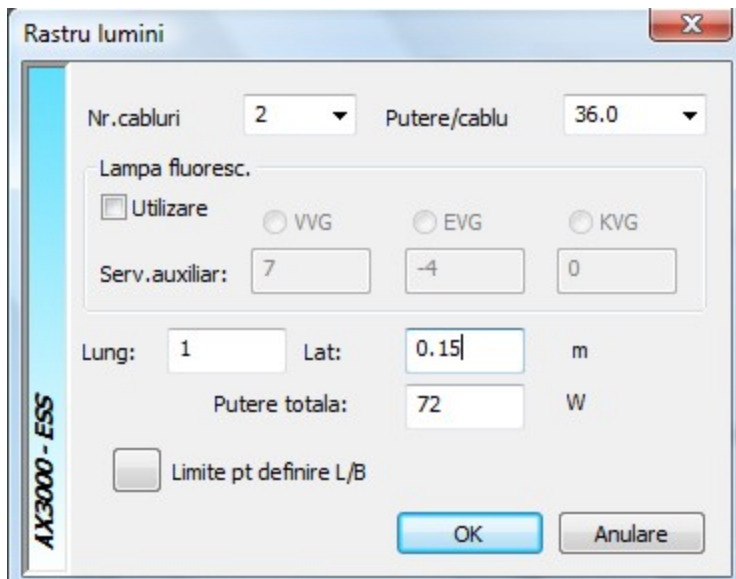 Rastru lumini
Nr.cabluri 2 Putere/cablu 36.0
Lampa fluoresc.
Utilizare VVG EVG KVG
Serv.auxiliar: 7 -4 0
Lung: 1 Lat: 0.15 m
Putere totala: 72 W
Limite pt definire L/B
OK Anulare
AX3000 - ESS